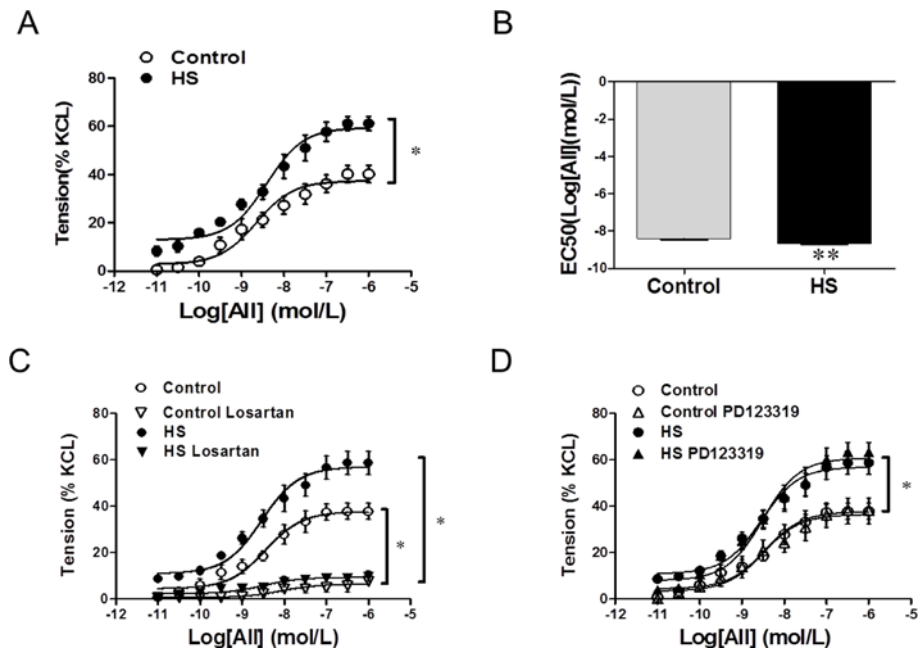 A
Control
HS
80
60
40
20
0
Tension(% KCL)
-12 -11 -10 -9 -8 -7 -6 -5
Log[AII] (mol/L)
*
B
0
-2
-4
-6
-8
-10
EC50(Log[AII](mol/L))
**
Control HS
C
Control
Control Losartan
HS
HS Losartan
80
60
40
20
0
Tension (% KCL)
*
*
-12 -11 -10 -9 -8 -7 -6 -5
Log[AII] (mol/L)
D
Control
Control PD123319
HS
HS PD123319
80
60
40
20
0
Tension (% KCL)
*
-12 -11 -10 -9 -8 -7 -6 -5
Log[AII] (mol/L)